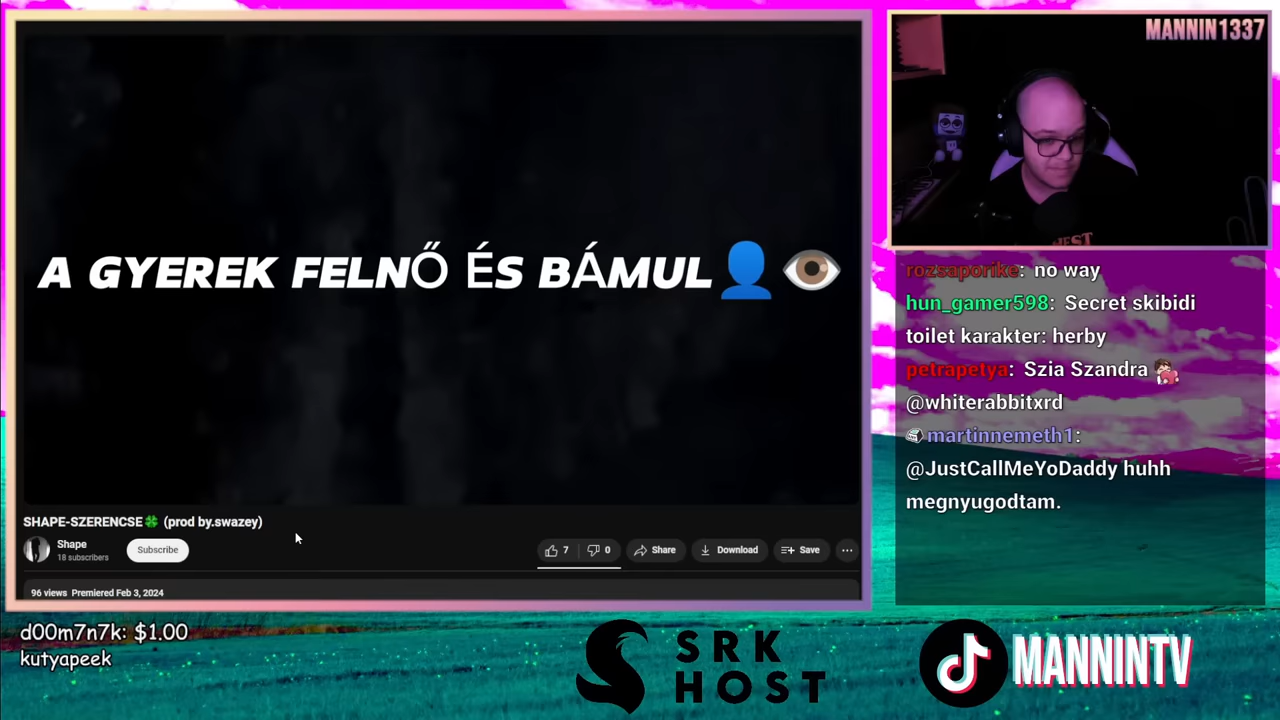 MANNIN1337
A GYEREK FELNŐ ÉS BÁMUL
SHAPE-SZERENCSE🍀 (prod by.swazey)
Shape
18 subscribers
Subscribe
7
0
Share
Download
Save
96 views Premiered Feb 3, 2024
rozsaporike: no way
hun_gamer598: Secret skibidi
toilet karakter: herby
petrapetya: Szia Szandra
@whiterabbitxrd
martinnemeth1:
@JustCallMeYoDaddy huhh
megnyugodtam.
d00m7n7k: $1.00
kutyapeek
SRK
HOST
MANNINTV